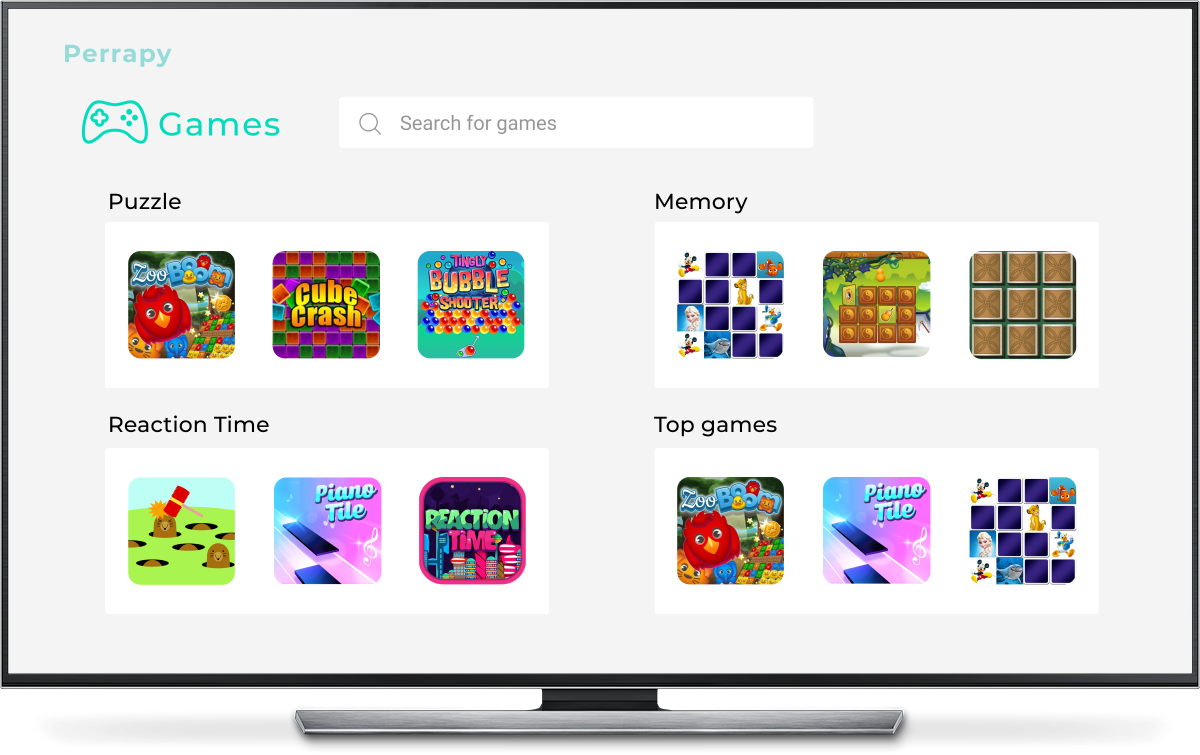 Perrapy
Games
Search for games
Puzzle
Zoo
BOOM
Cube
Crash
TINGLY
BUBBLE
SHOOTER
Memory
Reaction Time
Piano
Tile
REACTION
TIME
Top games
Zoo
BOOM
Piano
Tile